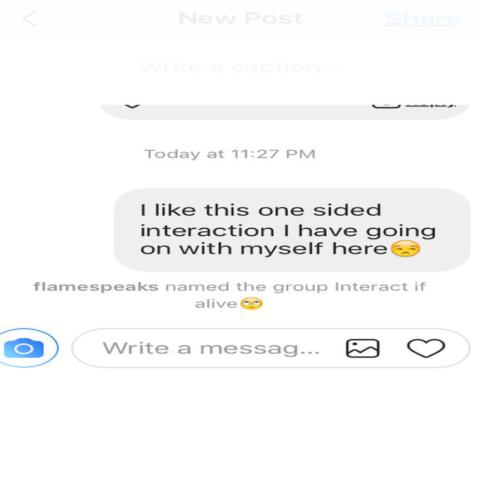 New Post
Share
Write a caption...
Today at 11:27 PM
I like this one sided
interaction I have going
on with myself here😒
flamespeaks named the group Interact if
alive🙄
Write a messag...